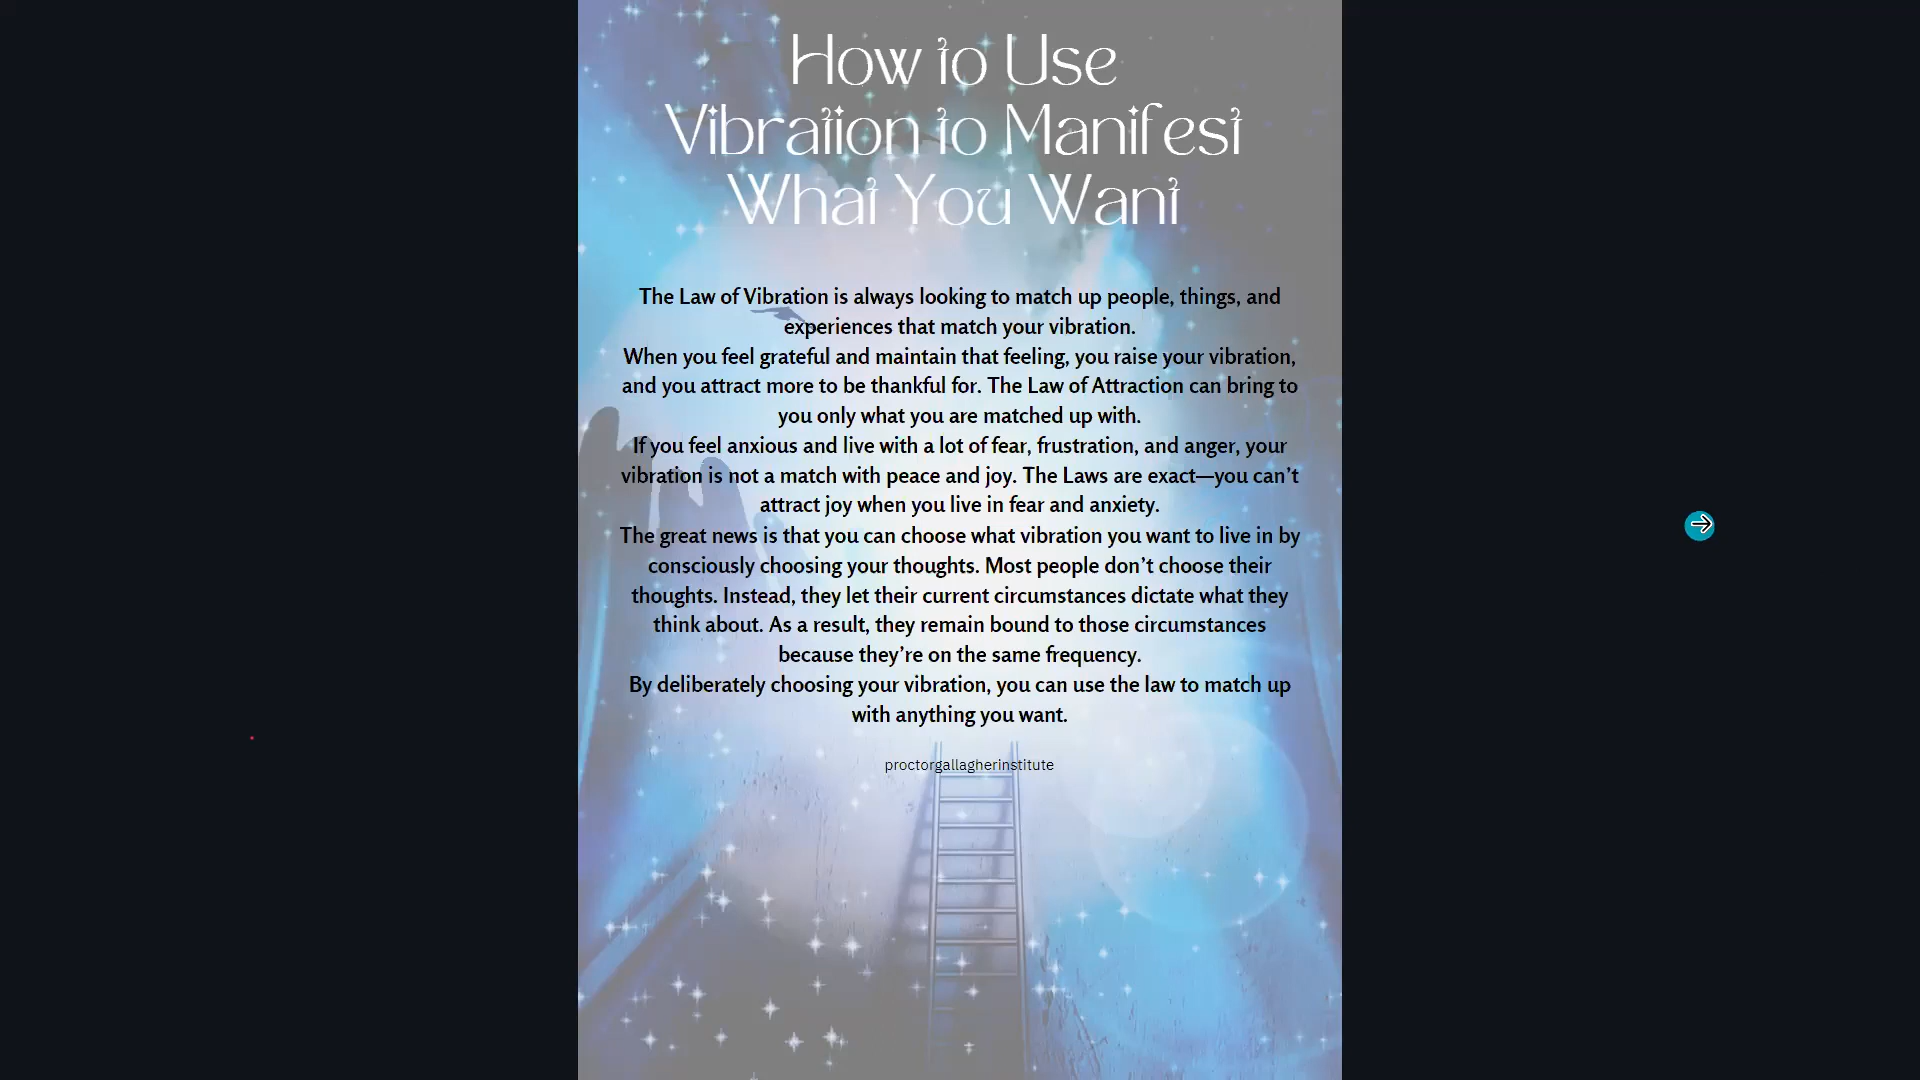 How to Use
Vibration to Manifest
What You Want
The Law of Vibration is always looking to match up people, things, and
experiences that match your vibration.
When you feel grateful and maintain that feeling, you raise your vibration,
and you attract more to be thankful for. The Law of Attraction can bring to
you only what you are matched up with.
If you feel anxious and live with a lot of fear, frustration, and anger, your
vibration is not a match with peace and joy. The Laws are exact—you can’t
attract joy when you live in fear and anxiety.
The great news is that you can choose what vibration you want to live in by
consciously choosing your thoughts. Most people don’t choose their
thoughts. Instead, they let their current circumstances dictate what they
think about. As a result, they remain bound to those circumstances
because they’re on the same frequency.
By deliberately choosing your vibration, you can use the law to match up
with anything you want.
proctorgallagherinstitute